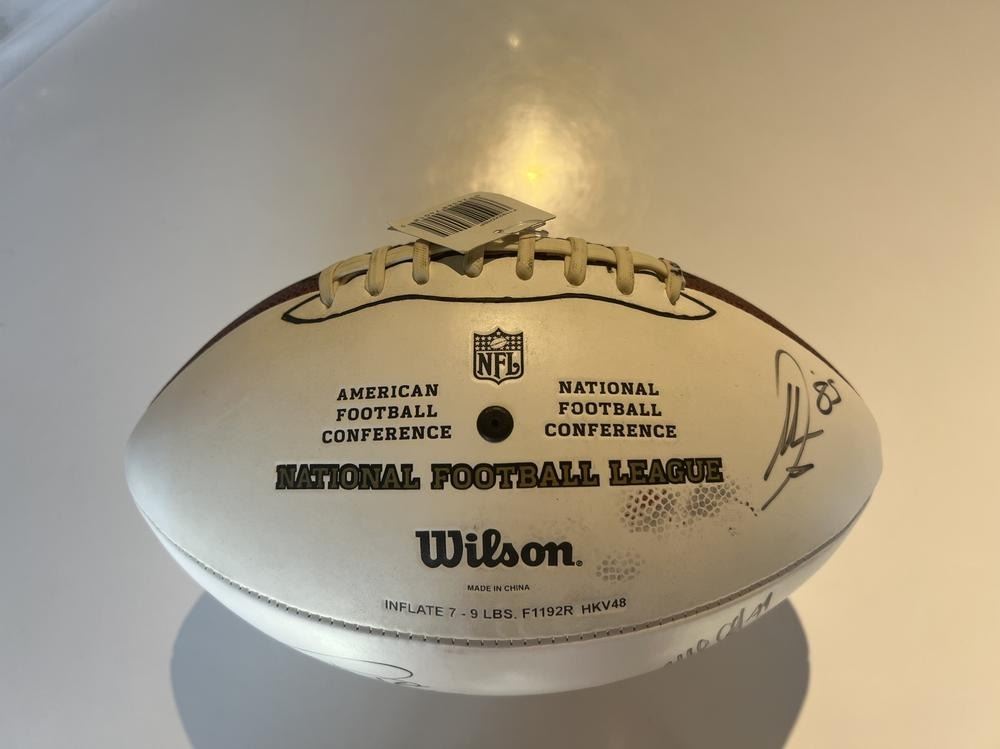 NFL
AMERICAN
FOOTBALL
CONFERENCE
NATIONAL
FOOTBALL
CONFERENCE
NATIONAL FOOTBALL LEAGUE
Wilson.
MADE IN CHINA
INFLATE 7 - 9 LBS. F1192R HKV48